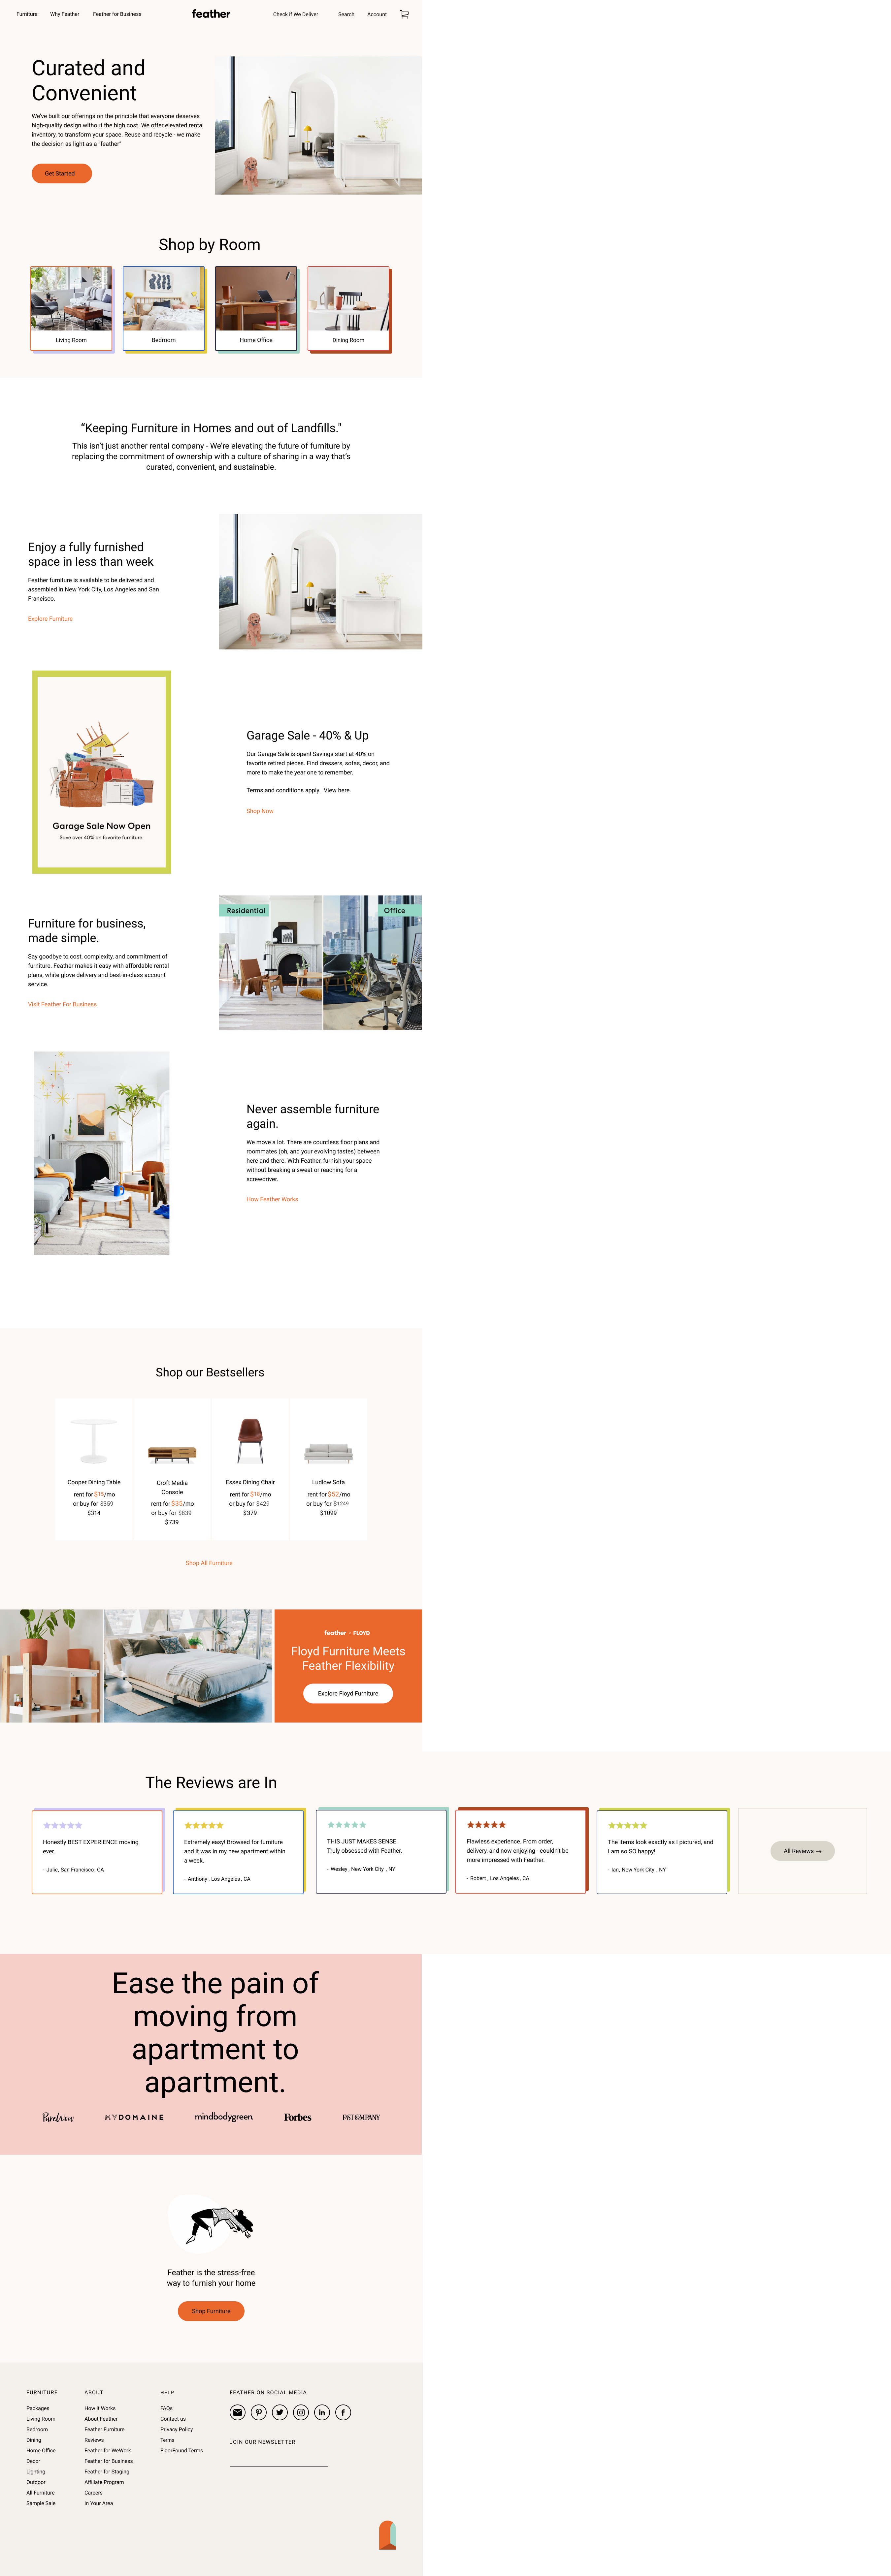 Furniture Why Feather Feather for Business feather Check if We Deliver Search Account
Curated and
Convenient
We've built our offerings on the principle that everyone deserves
high-quality design without the high cost. We offer elevated rental
inventory, to transform your space. Reuse and recycle - we make
the decision as light as a "feather"
Get Started
Shop by Room
Living Room
Bedroom
Home Office
Dining Room
“Keeping Furniture in Homes and out of Landfills."
This isn't just another rental company - We're elevating the future of furniture by
replacing the commitment of ownership with a culture of sharing in a way that's
curated, convenient, and sustainable.
Enjoy a fully furnished
space in less than week
Feather furniture is available to be delivered and
assembled in New York City, Los Angeles and San
Francisco.
Explore Furniture
Garage Sale Now Open
Save over 40% on favorite furniture.
Garage Sale - 40% & Up
Our Garage Sale is open! Savings start at 40% on
favorite retired pieces. Find dressers, sofas, decor, and
more to make the year one to remember.
Terms and conditions apply. View here.
Shop Now
Furniture for business,
made simple.
Say goodbye to cost, complexity, and commitment of
furniture. Feather makes it easy with affordable rental
plans, white glove delivery and best-in-class account
service.
Visit Feather For Business
Residential
Office
Never assemble furniture
again.
We move a lot. There are countless floor plans and
roommates (oh, and your evolving tastes) between
here and there. With Feather, furnish your space
without breaking a sweat or reaching for a
screwdriver.
How Feather Works
Shop our Bestsellers
Cooper Dining Table
rent for $15/mo
or buy for $359
$314
Croft Media
Console
rent for $35/mo
or buy for $839
$739
Essex Dining Chair
rent for $18/mo
or buy for $429
$379
Ludlow Sofa
rent for $52/mo
or buy for $1249
$1099
Shop All Furniture
feather - FLOYD
Floyd Furniture Meets
Feather Flexibility
Explore Floyd Furniture
The Reviews are In
Honestly BEST EXPERIENCE moving
ever.
- Julie, San Francisco, CA
Extremely easy! Browsed for furniture
and it was in my new apartment within
a week.
- Anthony , Los Angeles , CA
THIS JUST MAKES SENSE.
Truly obsessed with Feather.
- Wesley , New York City , NY
Flawless experience. From order,
delivery, and now enjoying - couldn't be
more impressed with Feather.
- Robert , Los Angeles , CA
The items look exactly as I pictured, and
I am so SO happy!
- Ian, New York City , NY
All Reviews →
Ease the pain of
moving from
apartment to
apartment.
PureWow MYDOMAINE mindbodygreen Forbes FAST COMPANY
Feather is the stress-free
way to furnish your home
Shop Furniture
FURNITURE
Packages
Living Room
Bedroom
Dining
Home Office
Decor
Lighting
Outdoor
All Furniture
Sample Sale
ABOUT
How it Works
About Feather
Feather Furniture
Reviews
Feather for WeWork
Feather for Business
Feather for Staging
Affiliate Program
Careers
In Your Area
HELP
FAQs
Contact us
Privacy Policy
Terms
FloorFound Terms
FEATHER ON SOCIAL MEDIA
JOIN OUR NEWSLETTER